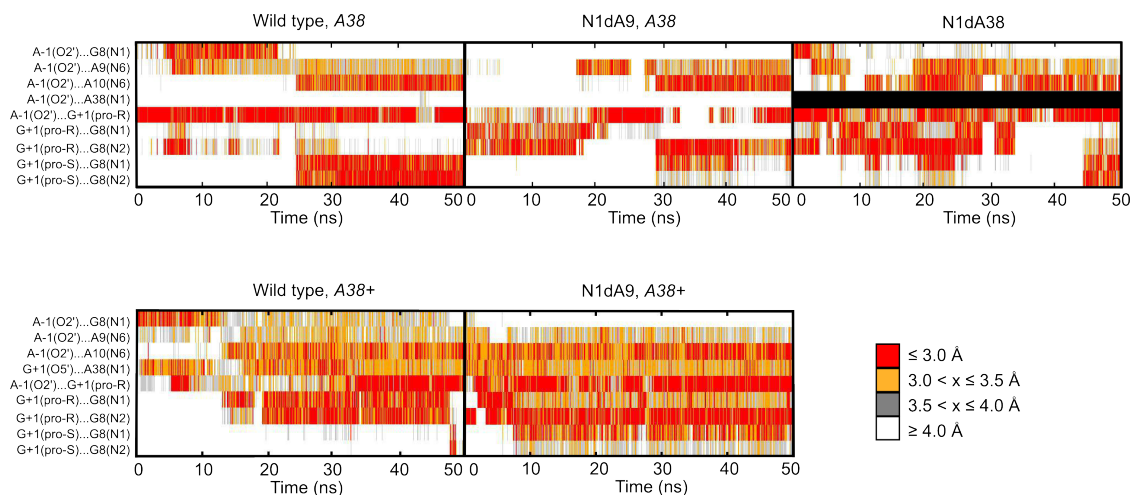 Wild type, A38
N1dA9, A38
N1dA38
A-1(O2')...G8(N1)
A-1(O2')...A9(N6)
A-1(O2')...A10(N6)
A-1(O2')...A38(N1)
A-1(O2')...G+1(pro-R)
G+1(pro-R)...G8(N1)
G+1(pro-R)...G8(N2)
G+1(pro-S)...G8(N1)
G+1(pro-S)...G8(N2)
0 10 20 30 40 50 0 10 20 30 40 50 0 10 20 30 40 50
Time (ns) Time (ns) Time (ns)
Wild type, A38+
N1dA9, A38+
A-1(O2')...G8(N1)
A-1(O2')...A9(N6)
A-1(O2')...A10(N6)
G+1(O5')...A38(N1)
A-1(O2')...G+1(pro-R)
G+1(pro-R)...G8(N1)
G+1(pro-R)...G8(N2)
G+1(pro-S)...G8(N1)
G+1(pro-S)...G8(N2)
0 10 20 30 40 50 0 10 20 30 40 50
Time (ns) Time (ns)
≤ 3.0 Å
3.0 < x ≤ 3.5 Å
3.5 < x ≤ 4.0 Å
≥ 4.0 Å